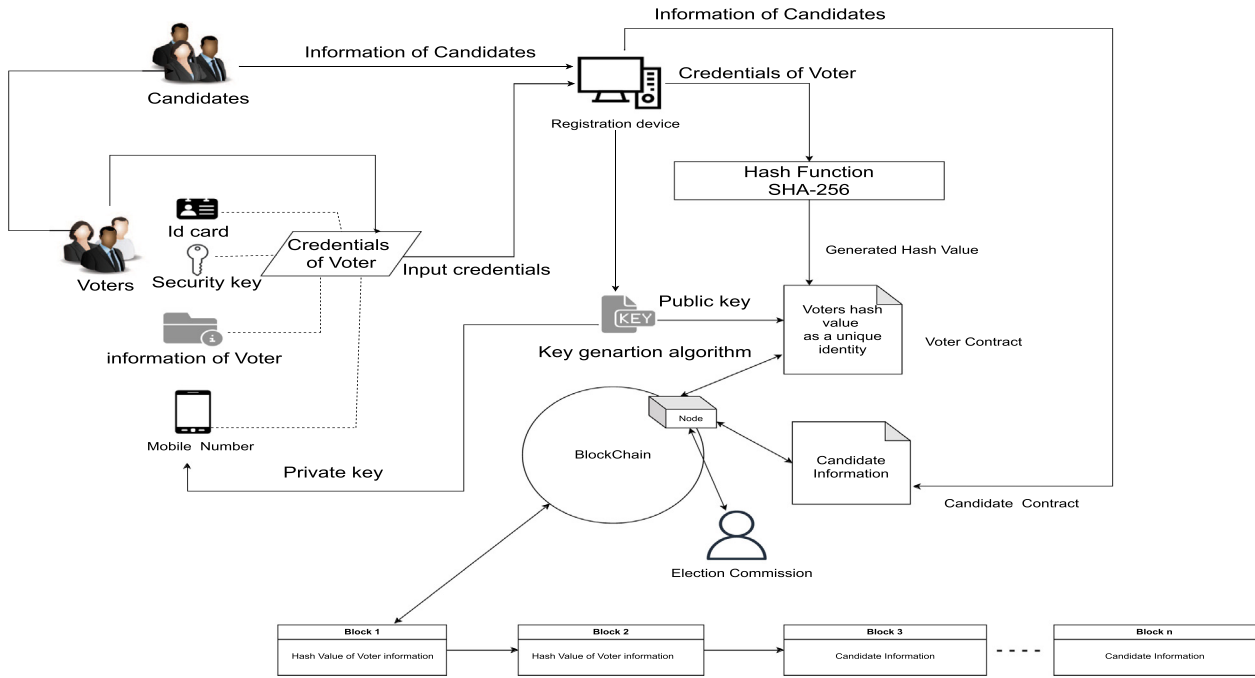 Information of Candidates
Information of Candidates
Credentials of Voter
Candidates
Registration device
Hash Function
SHA-256
Id card
Credentials
of Voter
Input credentials
Security key
Voters
Generated Hash Value
Public key
KEY
Voters hash
value
as a unique
identity
Voter Contract
information of Voter
Key genartion algorithm
Mobile Number
Node
BlockChain
Candidate
Information
Private key
Candidate Contract
Election Commission
Block 1
Hash Value of Voter information
Block 2
Hash Value of Voter information
Block 3
Candidate Information
Block n
Candidate Information